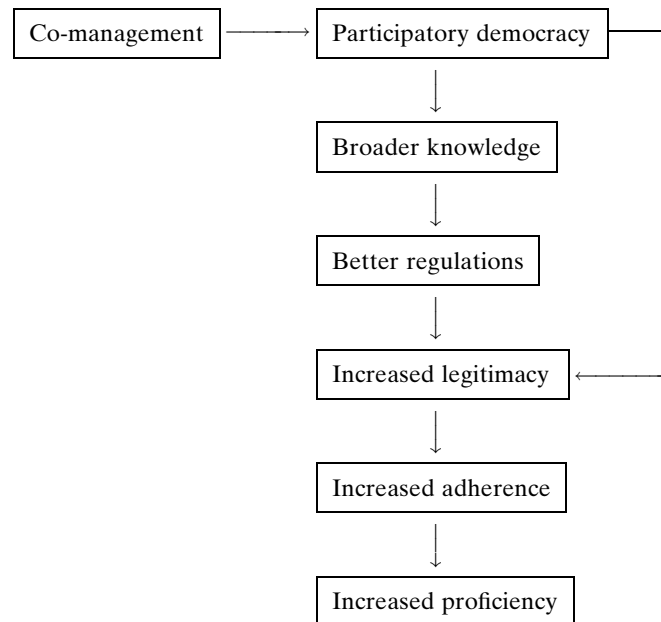 Co-management
Participatory democracy
Broader knowledge
Better regulations
Increased legitimacy
Increased adherence
Increased proficiency